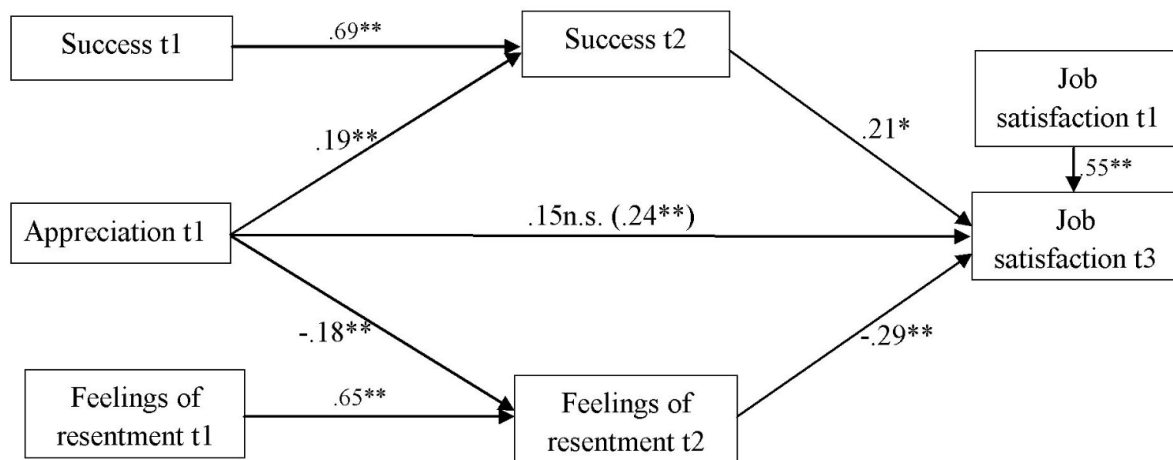 Success t1
.69**
Success t2
Job
satisfaction t1
.19**
.21*
.55**
Appreciation t1
.15n.s. (.24**)
Job
satisfaction t3
-.18**
-.29**
Feelings of
resentment t1
.65**
Feelings of
resentment t2